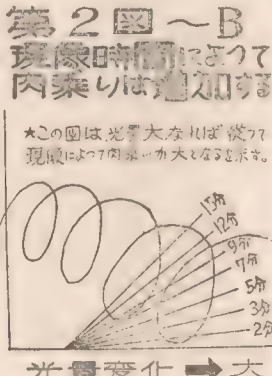 第2図〜B
現像時間によって
肉乗りは増加する
★この図は光量大なれば従って
現像によって肉乗りが大となるを示す。
15分
12分
9分
7分
5分
3分
2分
光量変化➡大